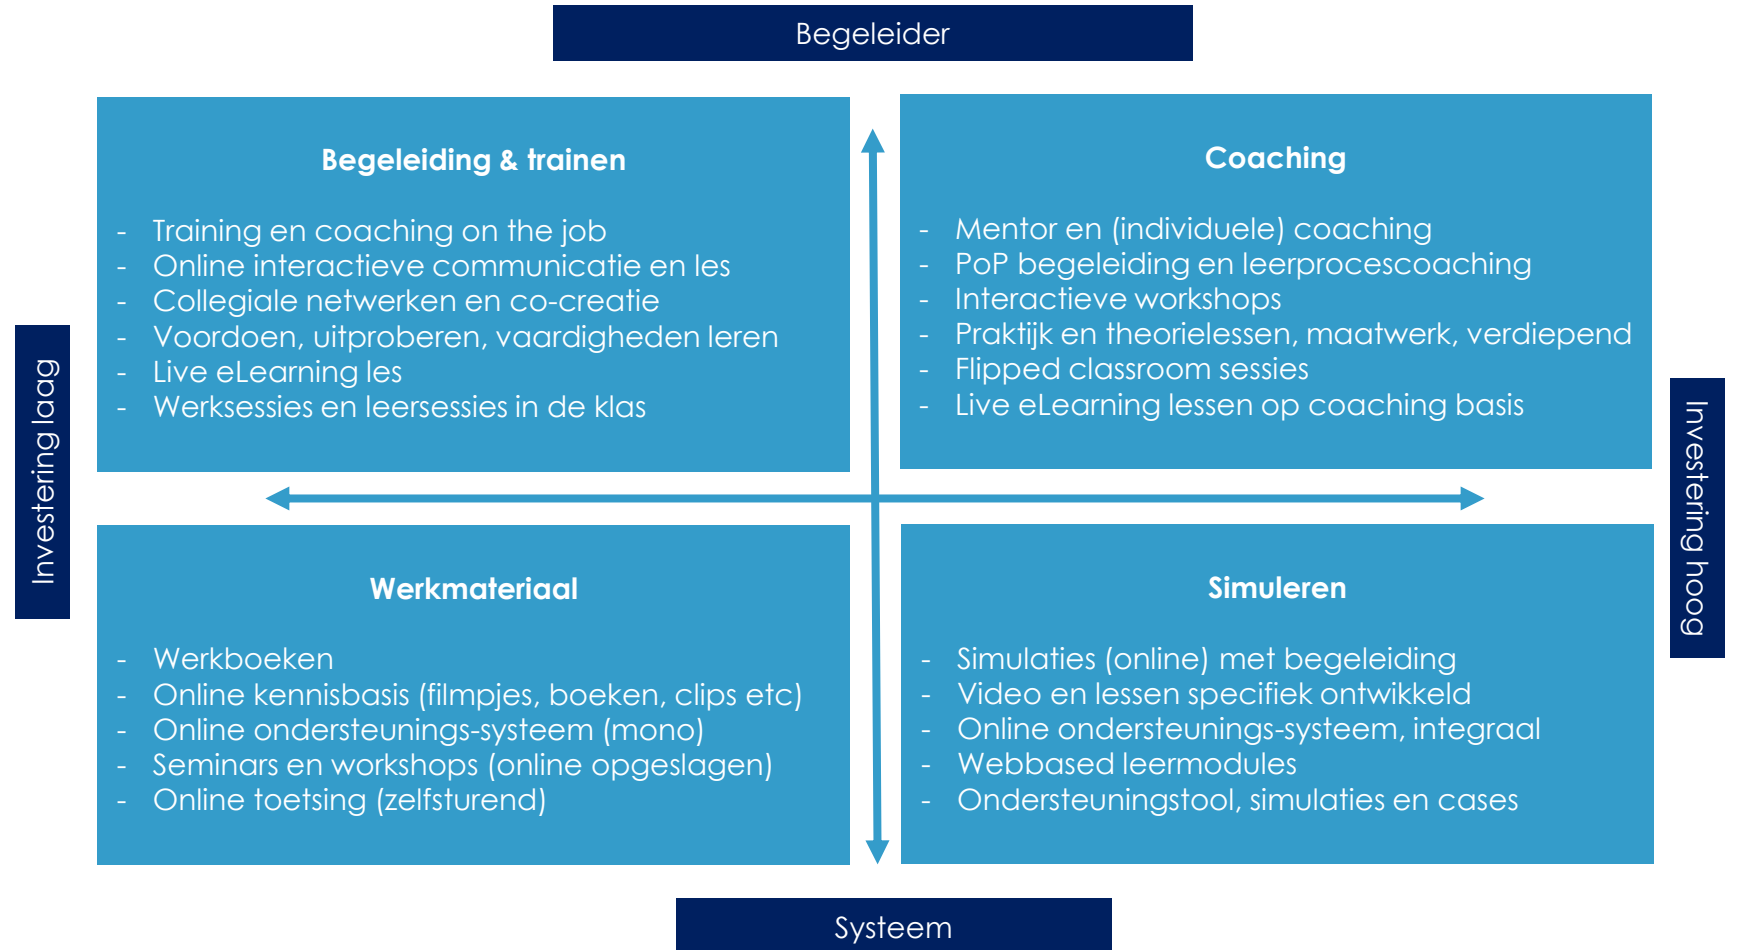 Begeleider
Begeleiding & trainen
- Training en coaching on the job
- Online interactieve communicatie en les
- Collegiale netwerken en co-creatie
- Voordoen, uitproberen, vaardigheden leren
- Live eLearning les
- Werksessies en leersessies in de klas
Coaching
- Mentor en (individuele) coaching
- PoP begeleiding en leerprocescoaching
- Interactieve workshops
- Praktijk en theorielessen, maatwerk, verdiepend
- Flipped classroom sessies
- Live eLearning lessen op coaching basis
Investering laag
Investering hoog
Werkmateriaal
- Werkboeken
- Online kennisbasis (filmpjes, boeken, clips etc)
- Online ondersteunings-systeem (mono)
- Seminars en workshops (online opgeslagen)
- Online toetsing (zelfsturend)
Simuleren
- Simulaties (online) met begeleiding
- Video en lessen specifiek ontwikkeld
- Online ondersteunings-systeem, integraal
- Webbased leermodules
- Ondersteuningstool, simulaties en cases
Systeem